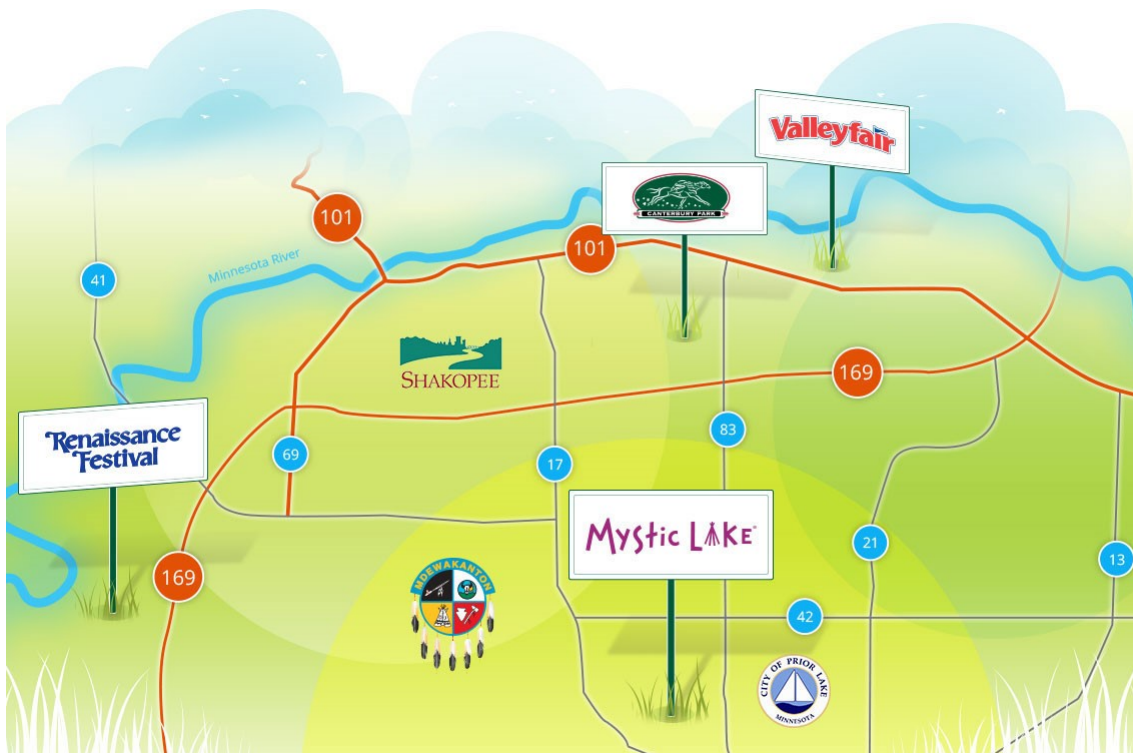 Valleyfair
CANTERBURY PARK
101
101
Minnesota River
41
SHAKOPEE
169
Renaissance
Festival
69
83
17
Mystic Lake
21
13
169
MDEWAKANTON
42
CITY OF PRIOR LAKE
MINNESOTA